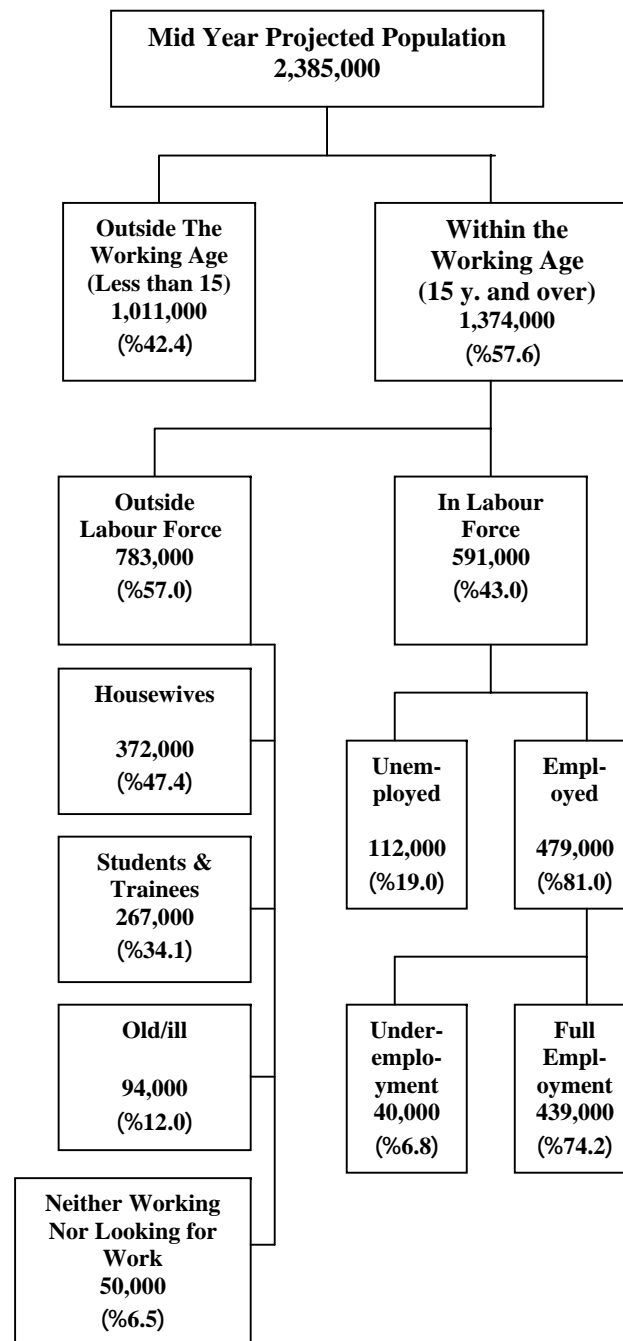 Mid Year Projected Population
2,385,000
Outside The
Working Age
(Less than 15)
1,011,000
(%42.4)
Within the
Working Age
(15 y. and over)
1,374,000
(%57.6)
Outside
Labour Force
783,000
(%57.0)
In Labour
Force
591,000
(%43.0)
Housewives
372,000
(%47.4)
Students &
Trainees
267,000
(%34.1)
Old/ill
94,000
(%12.0)
Neither Working
Nor Looking for
Work
50,000
(%6.5)
Unem-
ployed
112,000
(%19.0)
Empl-
oyed
479,000
(%81.0)
Under-
emplo-
yment
40,000
(%6.8)
Full
Empl-
oyment
439,000
(%74.2)